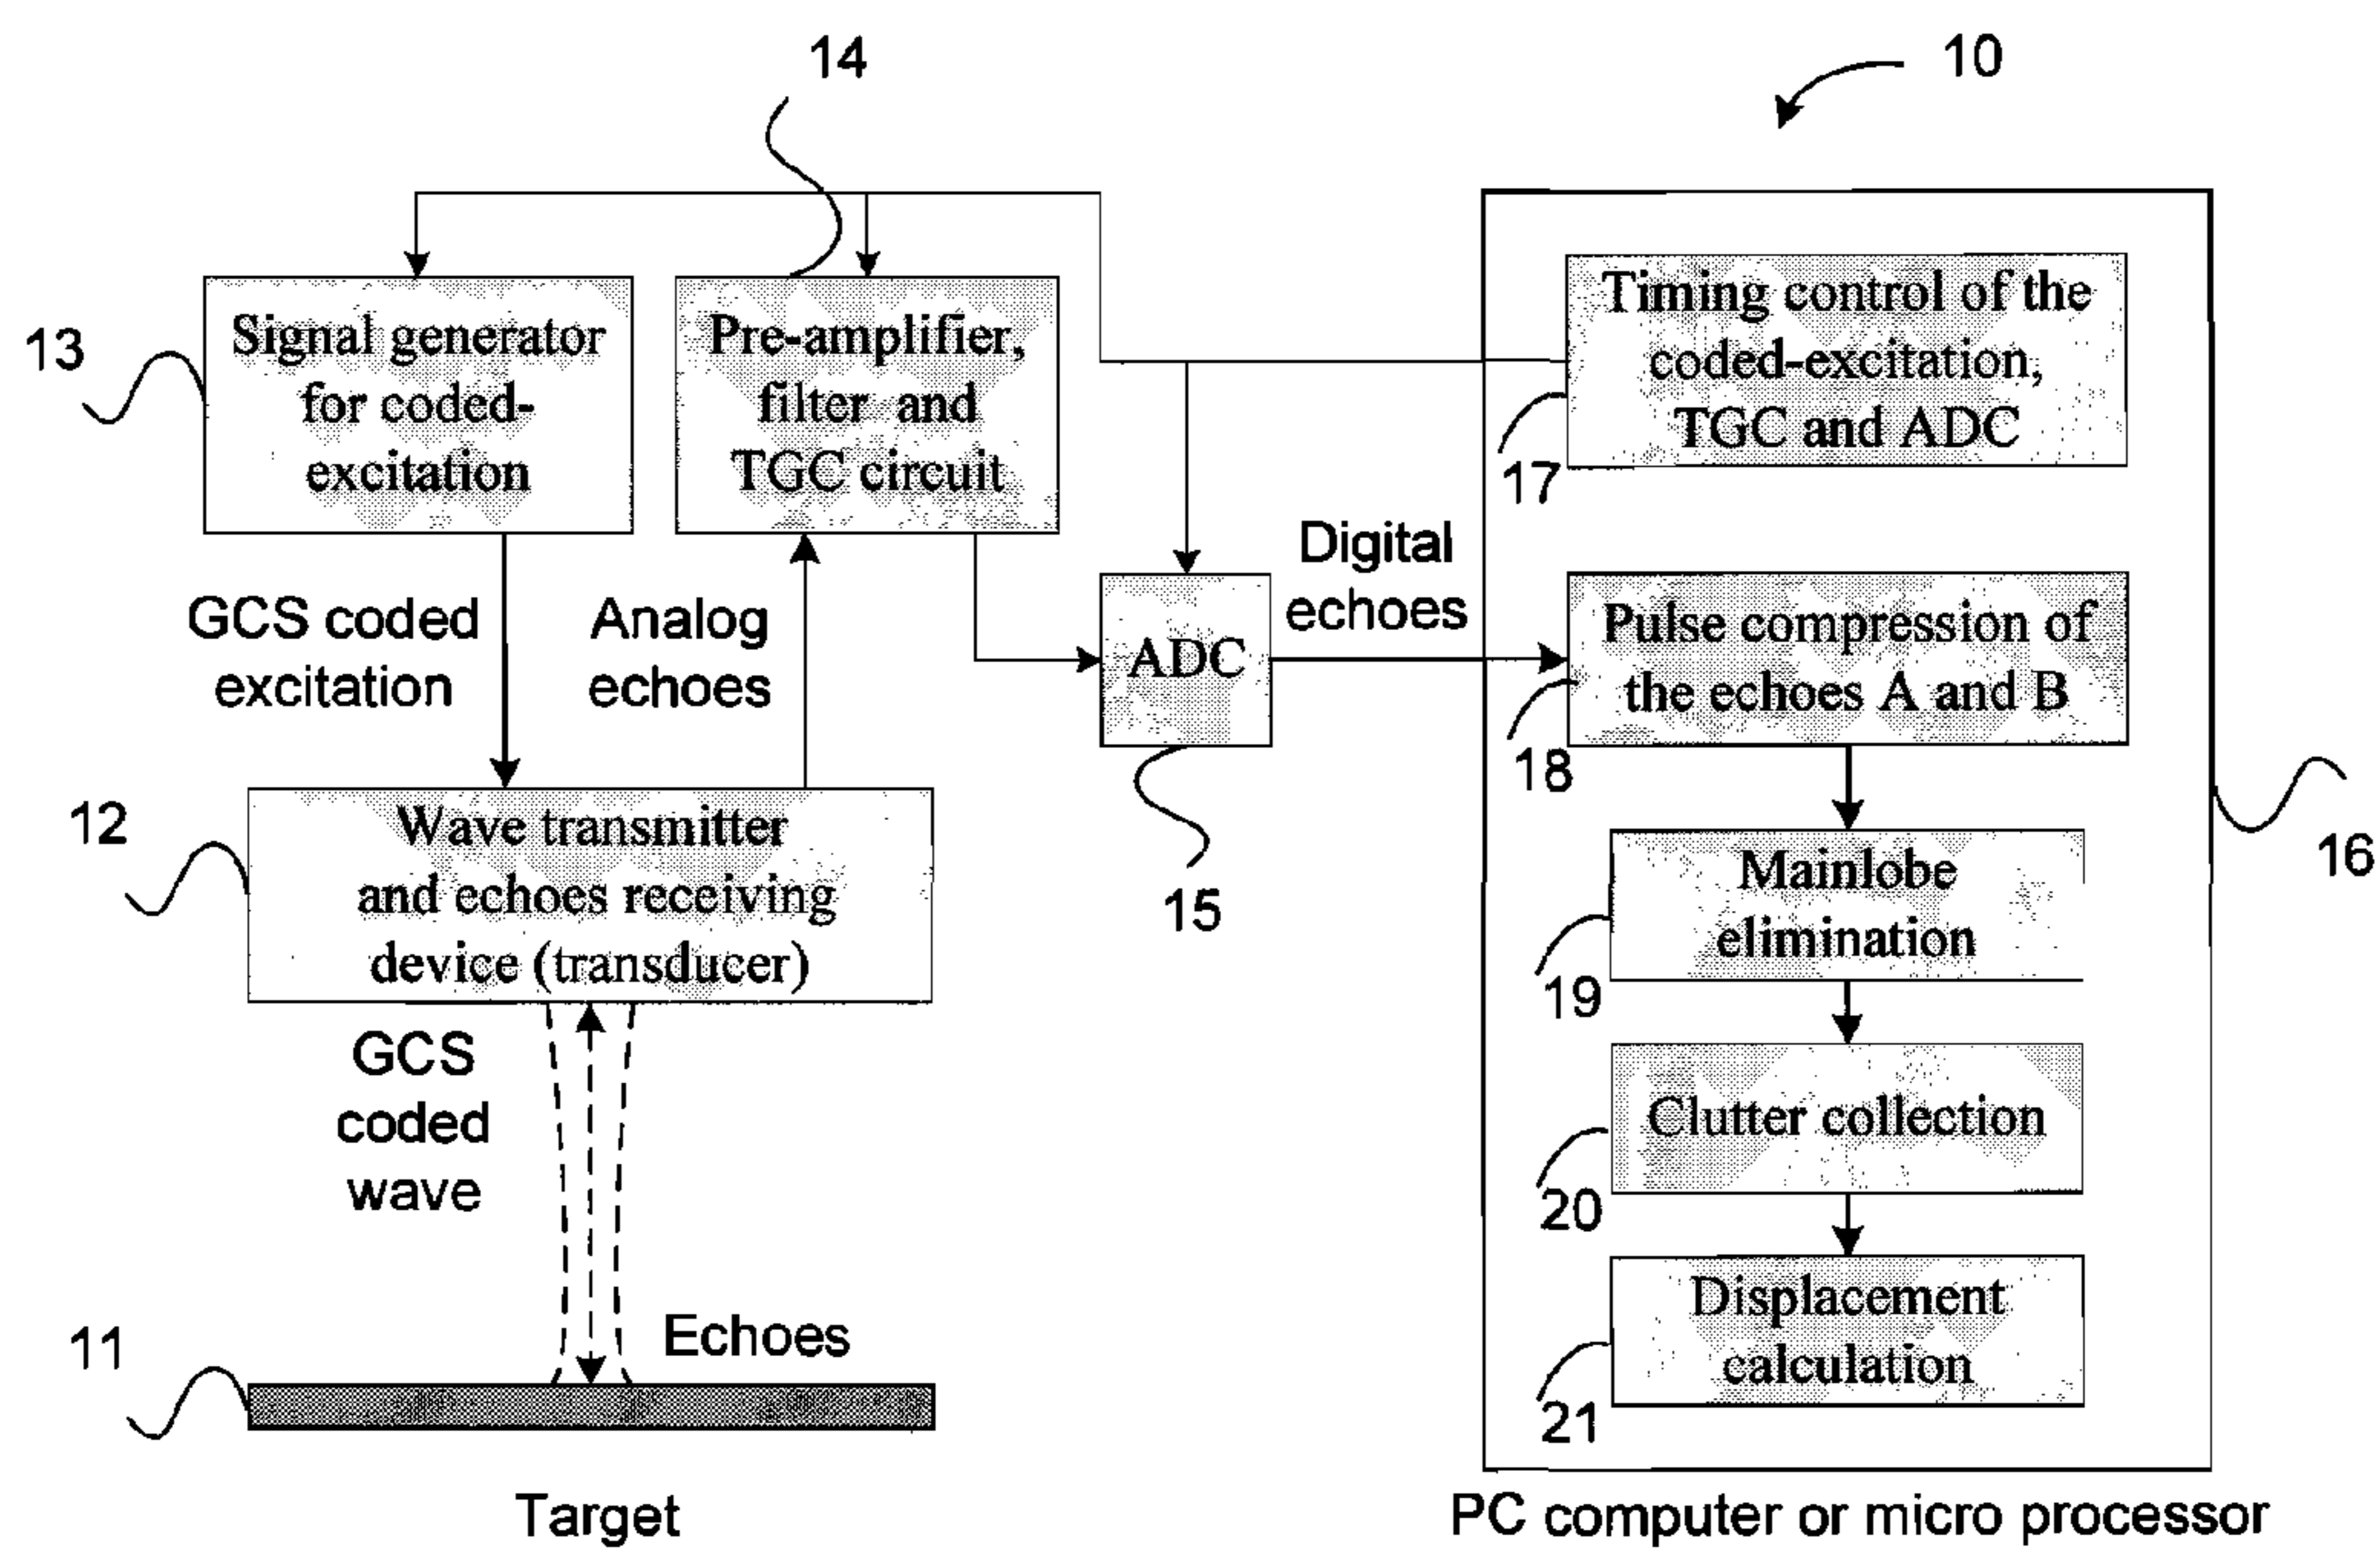 14
10
13
Signal generator
for coded-
excitation
Pre-amplifier,
filter and
TGC circuit
Timing control of the
coded-excitation,
TGC and ADC
17
GCS coded
excitation
Analog
echoes
ADC
15
Digital
echoes
Pulse compression of
the echoes A and B
18
12
Wave transmitter
and echoes receiving
device (transducer)
Mainlobe
elimination
19
16
GCS
coded
wave
Clutter collection
20
11
Echoes
Displacement
calculation
21
Target
PC computer or micro processor